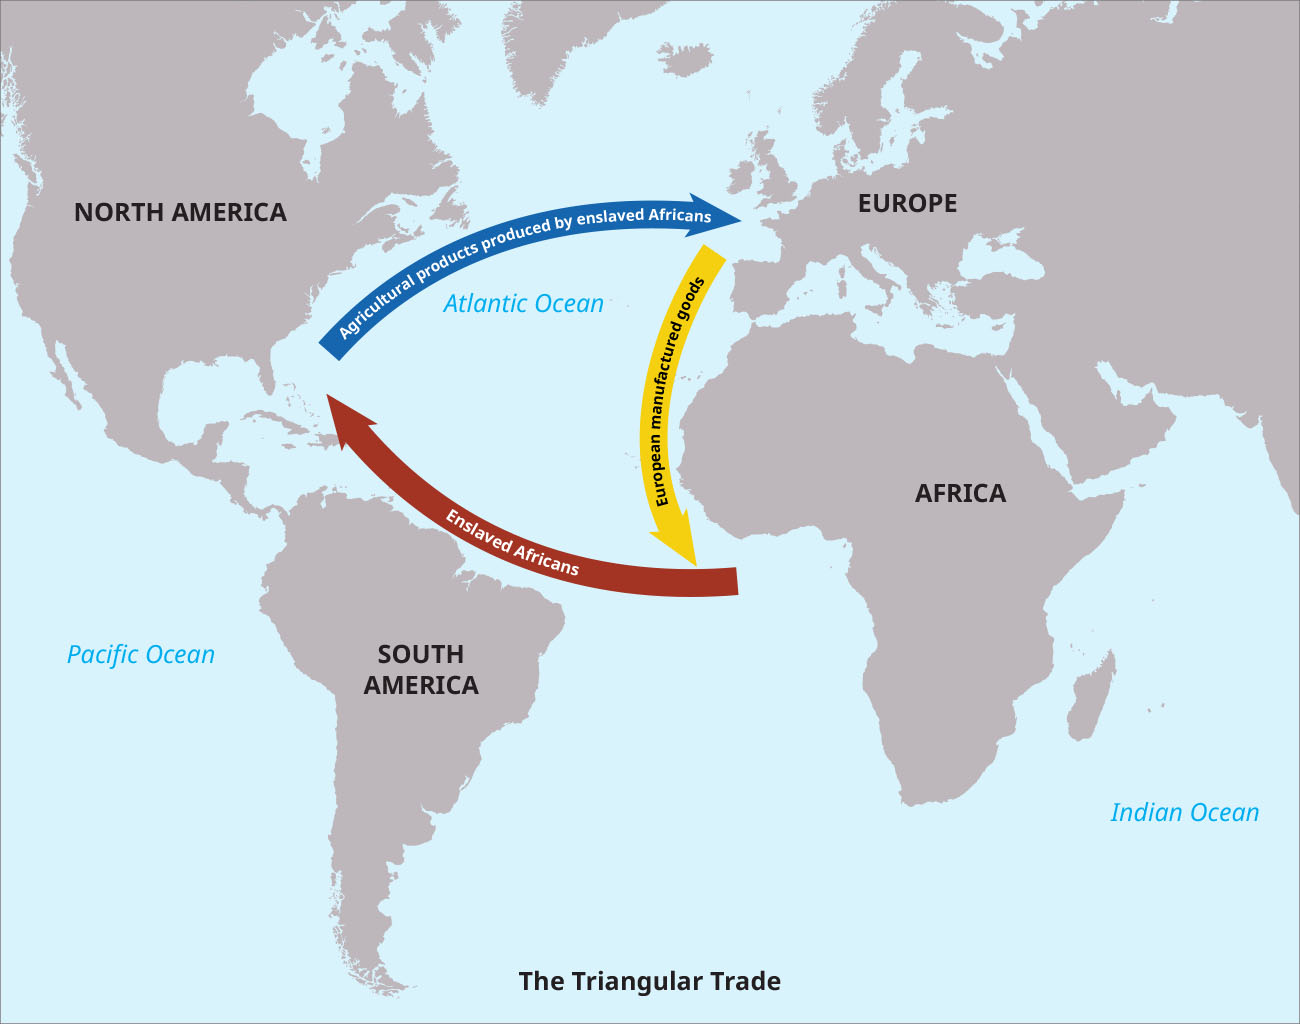 NORTH AMERICA
EUROPE
Agricultural products produced by enslaved Africans
Atlantic Ocean
European manufactured goods
AFRICA
Enslaved Africans
Pacific Ocean
SOUTH
AMERICA
Indian Ocean
The Triangular Trade